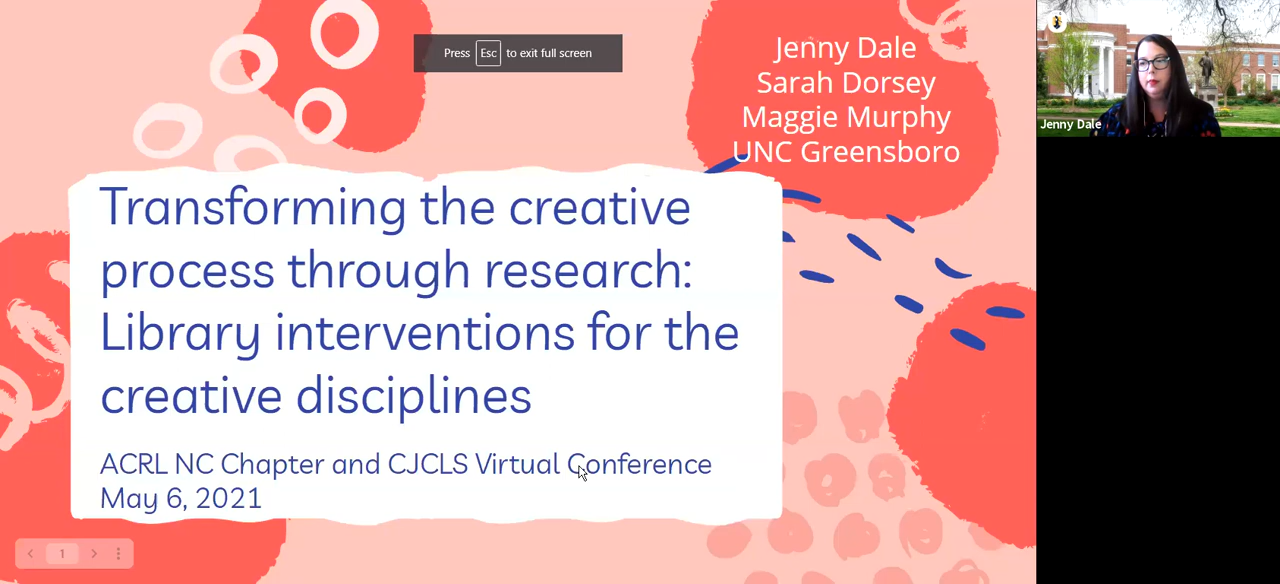 Press Esc to exit full screen
Jenny Dale
Sarah Dorsey
Maggie Murphy
UNC Greensboro
Transforming the creative
process through research:
Library interventions for the
creative disciplines
ACRL NC Chapter and CJCLS Virtual Conference
May 6, 2021
1
Jenny Dale